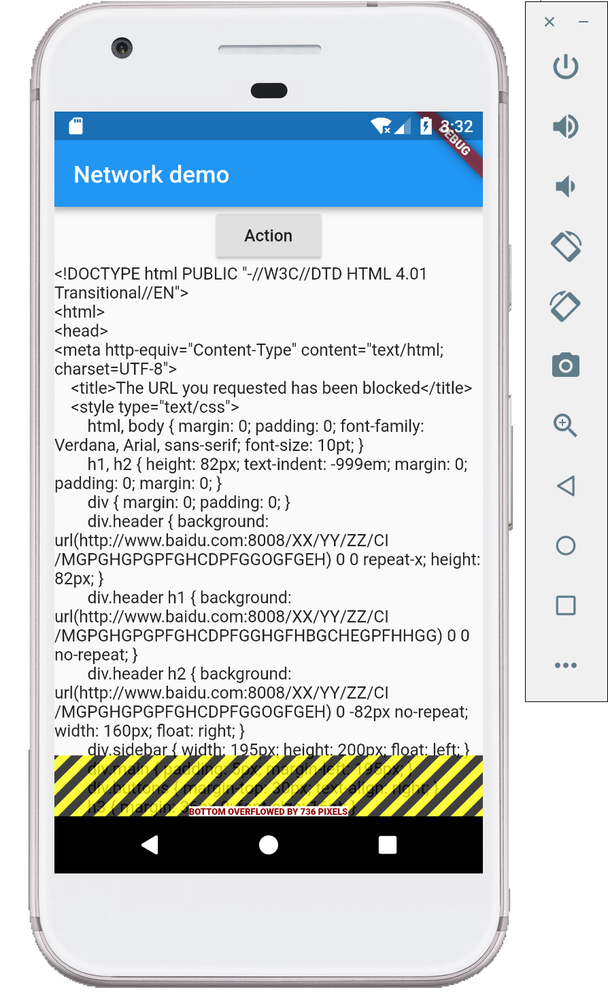 3:32
DEBUG
Network demo
Action
<!DOCTYPE html PUBLIC "-//W3C//DTD HTML 4.01
Transitional//EN">
<html>
<head>
<meta http-equiv="Content-Type" content="text/html;
charset=UTF-8">
<title>The URL you requested has been blocked</title>
<style type="text/css">
html, body { margin: 0; padding: 0; font-family:
Verdana, Arial, sans-serif; font-size: 10pt; }
h1, h2 { height: 82px; text-indent: -999em; margin: 0;
padding: 0; margin: 0; }
div { margin: 0; padding: 0; }
div.header { background:
url(http://www.baidu.com:8008/XX/YY/ZZ/CI
/MGPGHGPGPFGHCDPFGGOGFGEH) 0 0 repeat-x; height:
82px; }
div.header h1 { background:
url(http://www.baidu.com:8008/XX/YY/ZZ/CI
/MGPGHGPGPFGHCDPFGGHGFHBGCHEGPFHHGG) 0 0
no-repeat; }
div.header h2 { background:
url(http://www.baidu.com:8008/XX/YY/ZZ/CI
/MGPGHGPGPFGHCDPFGGOGFGEH) 0 -82px no-repeat;
width: 160px; float: right; }
div.sidebar { width: 195px; height: 200px; float: left; }
div.main { padding: 5px; margin-left: 195px; }
div.buttons { margin-top: 30px; text-align: right; }
h3 { margin: 36px 0; font-size: 16pt; }
BOTTOM OVERFLOWED BY 736 PIXELS